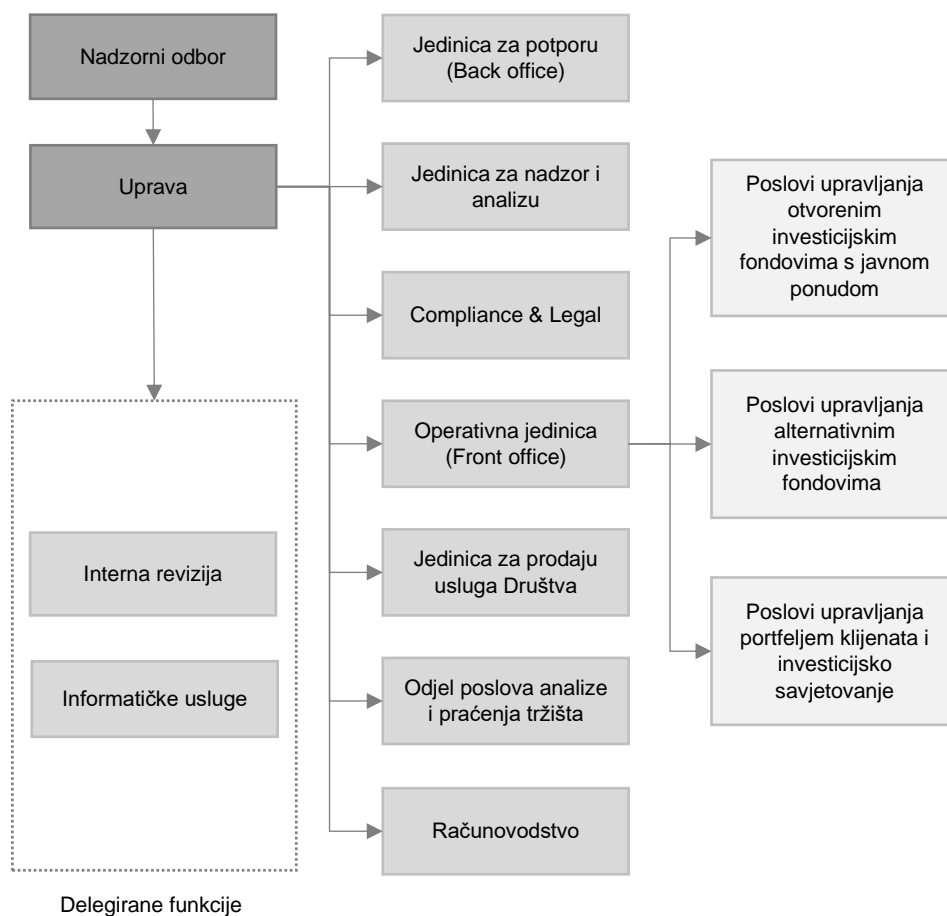 Nadzorni odbor
Uprava
Interna revizija
Informatičke usluge
Delegirane funkcije
Jedinica za potporu
(Back office)
Jedinica za nadzor i
analizu
Compliance & Legal
Operativna jedinica
(Front office)
Jedinica za prodaju
usluga Društva
Odjel poslova analize
i praćenja tržišta
Računovodstvo
Poslovi upravljanja
otvorenim
investicijskim
fondovima s javnom
ponudom
Poslovi upravljanja
alternativnim
investicijskim
fondovima
Poslovi upravljanja
portfeljem klijenata i
investicijsko
savjetovanje